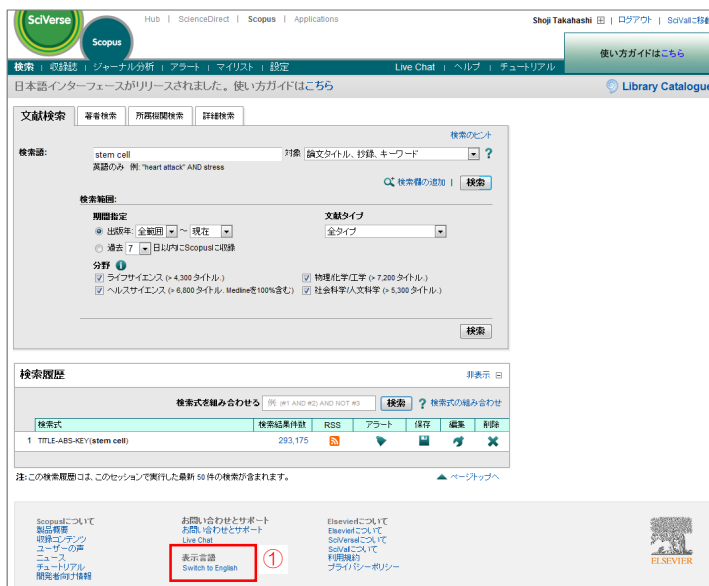 SciVerse
Scopus
Hub | ScienceDirect | Scopus | Applications
Shoji Takahashi | ログアウト | SciValに移動
検索 | 収録誌 | ジャーナル分析 | アラート | マイリスト | 設定
Live Chat | ヘルプ | チュートリアル
使い方ガイドはこちら
日本語インターフェースがリリースされました。使い方ガイドはこちら
Library Catalogue
文献検索 著者検索 所属機関検索 詳細検索
検索のヒント
検索語: stem cell 対象 論文タイトル、抄録、キーワード ?
英語のみ 例: "heart attack" AND stress
検索欄の追加 | 検索
検索範囲:
期間指定 文献タイプ
出版年: 全範囲 ~ 現在 全タイプ
過去 7 日以内にScopusに収録
分野 i
ライフサイエンス (> 4,300 タイトル.) 物理/化学/工学 (> 7,200 タイトル.)
ヘルスサイエンス (> 6,800 タイトル. Medlineを100%含む) 社会科学/人文科学 (> 5,300 タイトル.)
検索
検索履歴 非表示
検索式を組み合わせる 例: (#1 AND #2) AND NOT #3 検索 ? 検索式の組み合わせ
検索式 検索結果件数 RSS アラート 保存 編集 削除
1 TITLE-ABS-KEY(stem cell) 293,175
注:この検索履歴には、このセッションで実行した最新 50 件の検索が含まれます。 ページトップへ
Scopusについて
製品概要
収録コンテンツ
ユーザーの声
ニュース
チュートリアル
開発者向け情報
お問い合わせとサポート
お問い合わせとサポート
Live Chat
表示言語
Switch to English
①
Elsevierについて
Elsevierについて
SciVerseについて
SciValについて
利用規約
プライバシーポリシー
ELSEVIER